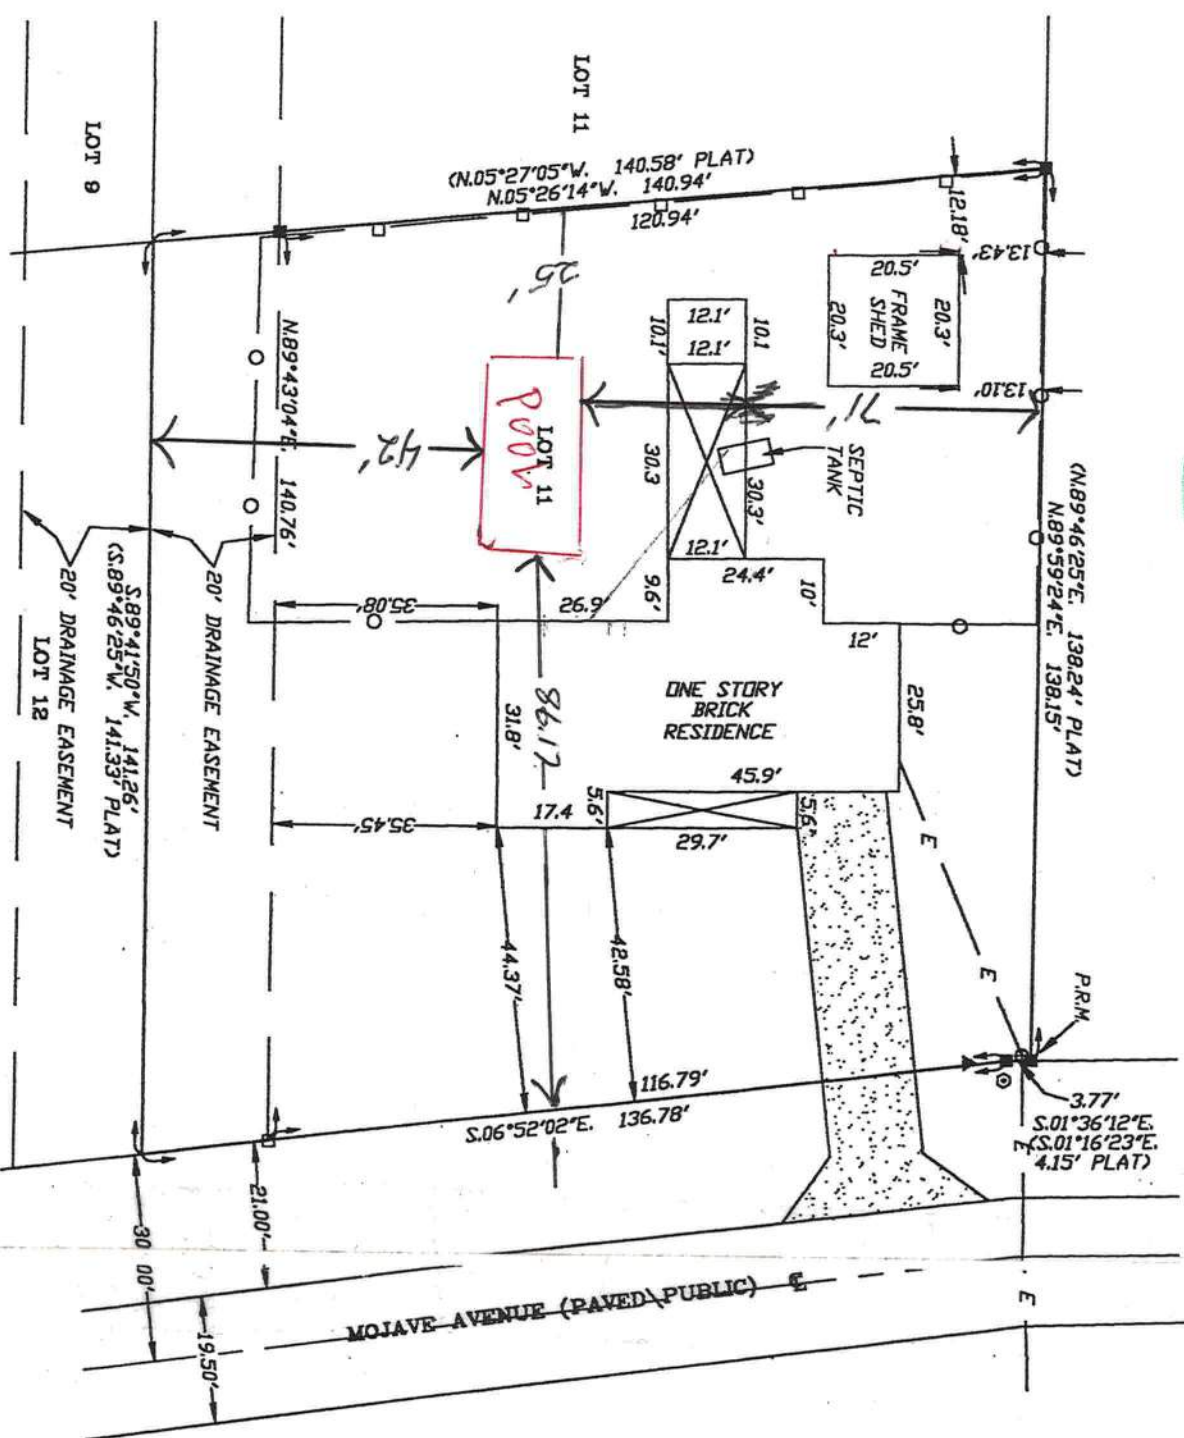 LOT 11
LOT 9
(N.05°27'05"W. 140.58' PLAT)
N.05°26'14"W. 140.94'
120.94'
12.18'
13.43'
20.5'
FRAME
SHED
20.3'
20.3'
20.5'
13.10'
25'
12.1'
10.1'
10.1
12.1'
71'
LOT 11
POOL
42'
30.3
30.3'
SEPTIC
TANK
12.1'
24.4'
N.89°43'04"E. 140.76'
(N.89°46'25"E. 138.24' PLAT)
N.89°59'24"E. 138.15'
20' DRAINAGE EASEMENT
20' DRAINAGE EASEMENT
LOT 12
S.89°41'50"W. 141.26'
(S.89°46'25"W. 141.33' PLAT)
35.08'
26.9'
9.6'
10'
12'
ONE STORY
BRICK
RESIDENCE
25.8'
31.8'
86.17
45.9'
35.45'
17.4
5.6'
5.6'
29.7'
E
44.37'
42.58'
E
P.R.M.
116.79'
S.06°52'02"E. 136.78'
3.77'
S.01°36'12"E.
(S.01°16'23"E.
4.15' PLAT)
E
21.00'
30 00'
19.50'
MOJAVE AVENUE (PAVED\PUBLIC) ℄
E